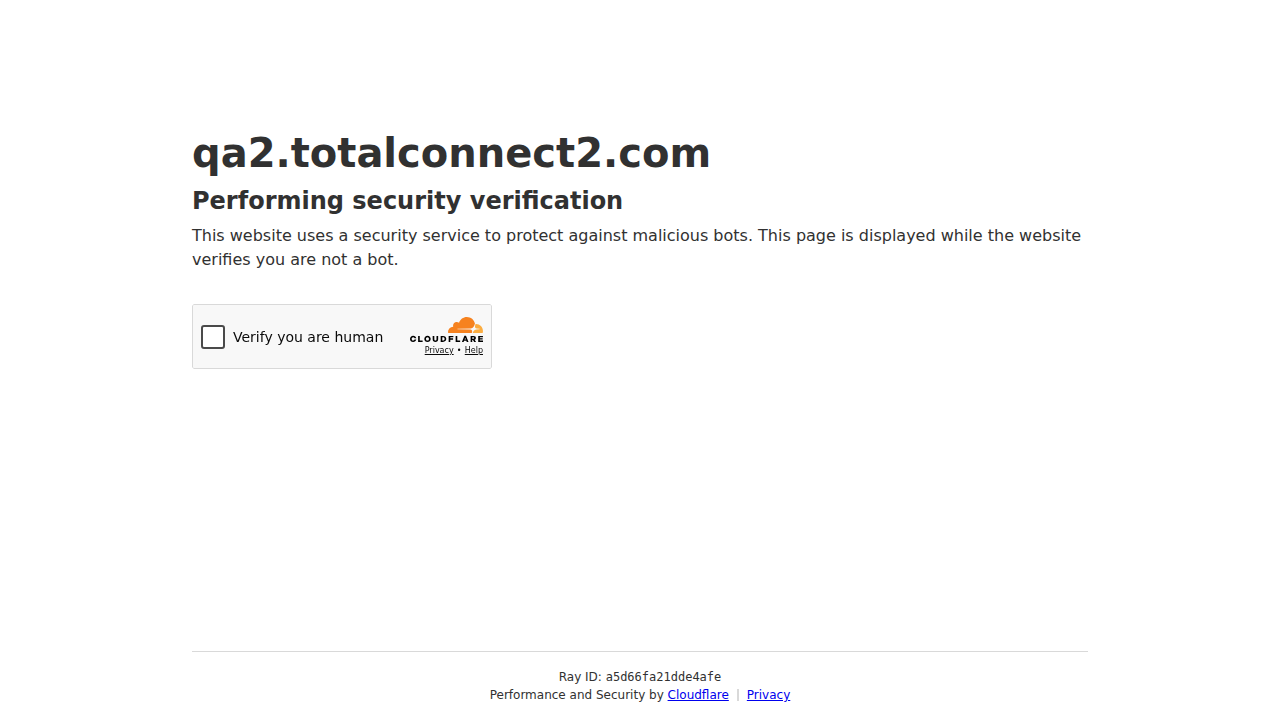 qa2.totalconnect2.com
Performing security verification
This website uses a security service to protect against malicious bots. This page is displayed while the website
verifies you are not a bot.
Verify you are human
CLOUDFLARE
Privacy • Help
Ray ID: a5d66fa21dde4afe
Performance and Security by Cloudflare | Privacy